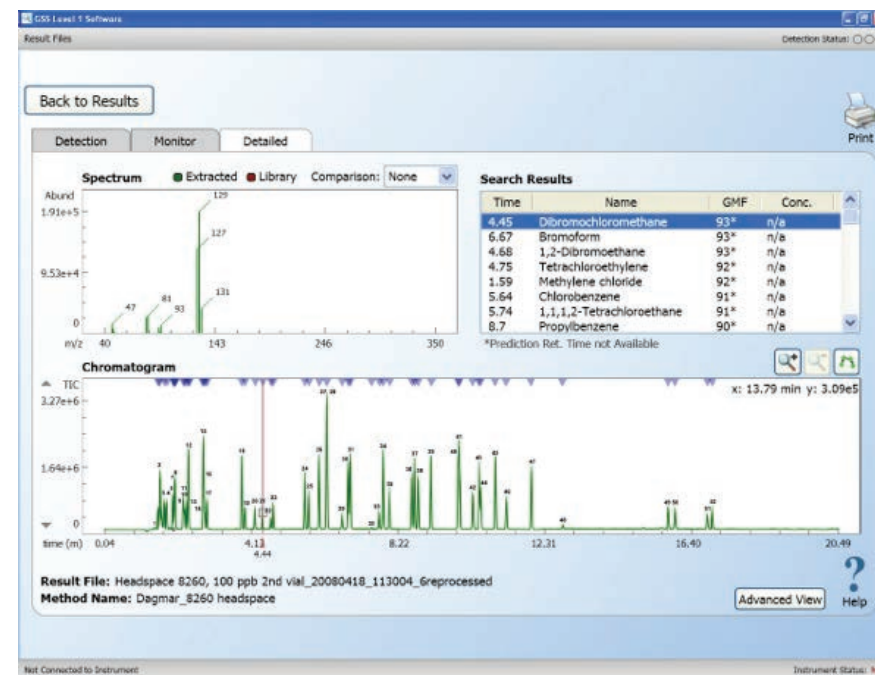 GSS Level 1 Software
Result Files
Detection Status:
Back to Results
Print
Detection Monitor Detailed
Spectrum Extracted Library Comparison: None
Abund
1.91e+5
9.53e+4
0
129
127
131
47 81 93
m/z 40 143 246 350
Search Results
Time Name GMF Conc.
4.45 Dibromochloromethane 93* n/a
6.67 Bromoform 93* n/a
4.68 1,2-Dibromoethane 93* n/a
4.75 Tetrachloroethylene 92* n/a
1.59 Methylene chloride 92* n/a
5.64 Chlorobenzene 91* n/a
5.74 1,1,1,2-Tetrachloroethane 91* n/a
8.7 Propylbenzene 90* n/a
*Prediction Ret. Time not Available
Chromatogram
TIC
3.27e+6
1.64e+6
0
x: 13.79 min y: 3.09e5
time (m) 0.04 4.13 8.22 12.31 16.40 20.49
4.44
Result File: Headspace 8260, 100 ppb 2nd vial_20080418_113004_6reprocessed
Method Name: Dagmar_8260 headspace
Advanced View
Help
Not Connected to Instrument
Instrument Status: